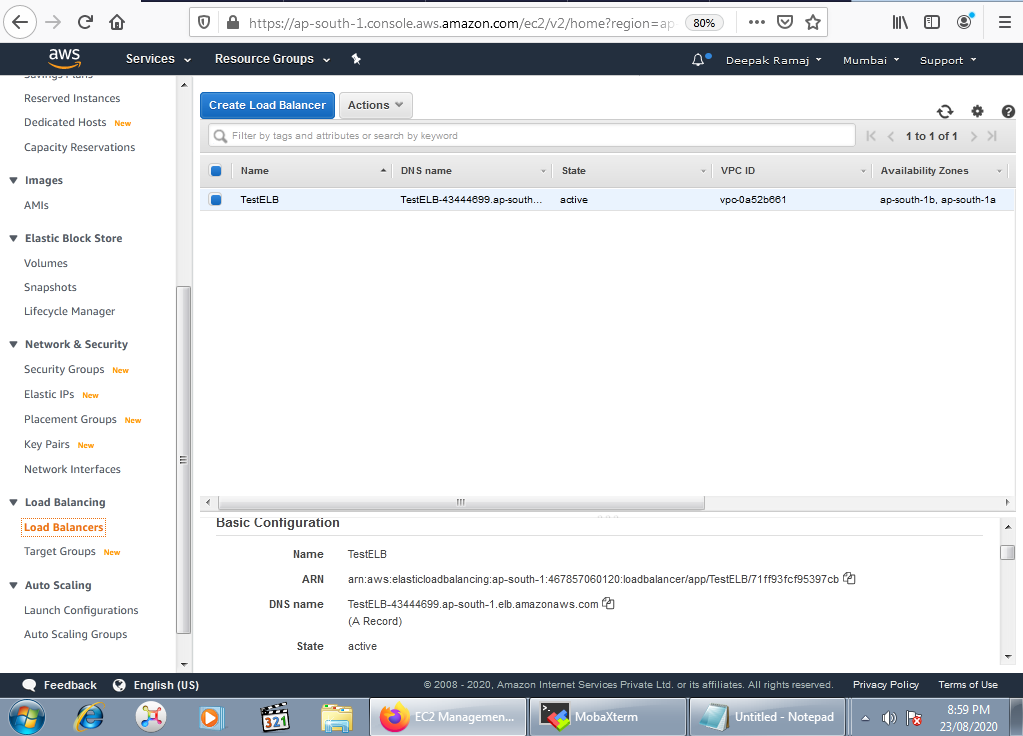 https://ap-south-1.console.aws.amazon.com/ec2/v2/home?region=ap
80%
aws
Services
Resource Groups
Deepak Ramaj
Mumbai
Support
Savings Plans
Reserved Instances
Dedicated Hosts New
Capacity Reservations
Images
AMIs
Elastic Block Store
Volumes
Snapshots
Lifecycle Manager
Network & Security
Security Groups New
Elastic IPs New
Placement Groups New
Key Pairs New
Network Interfaces
Load Balancing
Load Balancers
Target Groups New
Auto Scaling
Launch Configurations
Auto Scaling Groups
Create Load Balancer
Actions
Filter by tags and attributes or search by keyword
1 to 1 of 1
Name DNS name State VPC ID Availability Zones
TestELB TestELB-43444699.ap-south... active vpc-0a52b661 ap-south-1b, ap-south-1a
Basic Configuration
Name TestELB
ARN arn:aws:elasticloadbalancing:ap-south-1:467857060120:loadbalancer/app/TestELB/71ff93fcf95397cb
DNS name TestELB-43444699.ap-south-1.elb.amazonaws.com
(A Record)
State active
Feedback
English (US)
© 2008 - 2020, Amazon Internet Services Private Ltd. or its affiliates. All rights reserved.
Privacy Policy
Terms of Use
321
EC2 Managemen...
MobaXterm
Untitled - Notepad
8:59 PM
23/08/2020